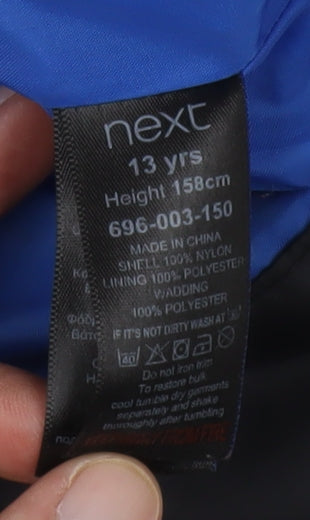 next
13 yrs
Height 158cm
696-003-150
MADE IN CHINA
SHELL 100% NYLON
LINING 100% POLYESTER
WADDING
100% POLYESTER
IF IT'S NOT DIRTY WASH AT
40
Do not iron trim
To restore bulk,
cool tumble dry garments
separately and shake
thoroughly after tumbling